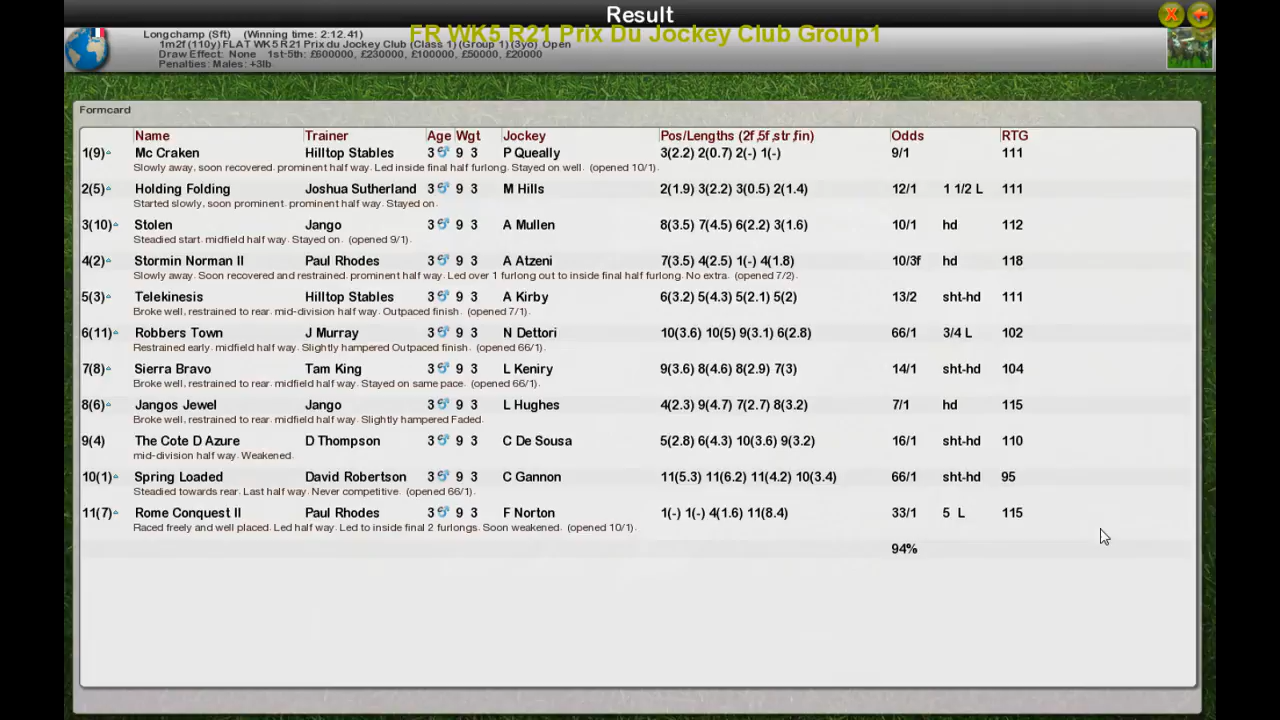 Result
FR WK5 R21 Prix Du Jockey Club Group1
Longchamp (Sft) (Winning time: 2:12.41)
1m2f (110y) FLAT WK5 R21 Prix du Jockey Club (Class 1) (Group 1) (3yo) Open
Draw Effect: None 1st-5th: £600000, £230000, £100000, £50000, £20000
Penalties: Males: +3lb
Formcard
Name Trainer Age Wgt Jockey Pos/Lengths (2f,5f,str,fin) Odds RTG
1(9) Mc Craken Hilltop Stables 3 9 3 P Queally 3(2.2) 2(0.7) 2(-) 1(-) 9/1 111
Slowly away, soon recovered. prominent half way. Led inside final half furlong. Stayed on well. (opened 10/1).
2(5) Holding Folding Joshua Sutherland 3 9 3 M Hills 2(1.9) 3(2.2) 3(0.5) 2(1.4) 12/1 1 1/2 L 111
Started slowly, soon prominent. prominent half way. Stayed on.
3(10) Stolen Jango 3 9 3 A Mullen 8(3.5) 7(4.5) 6(2.2) 3(1.6) 10/1 hd 112
Steadied start. midfield half way. Stayed on. (opened 9/1).
4(2) Stormin Norman II Paul Rhodes 3 9 3 A Atzeni 7(3.5) 4(2.5) 1(-) 4(1.8) 10/3f hd 118
Slowly away. Soon recovered and restrained. prominent half way. Led over 1 furlong out to inside final half furlong. No extra. (opened 7/2).
5(3) Telekinesis Hilltop Stables 3 9 3 A Kirby 6(3.2) 5(4.3) 5(2.1) 5(2) 13/2 sht-hd 111
Broke well, restrained to rear. mid-division half way. Outpaced finish. (opened 7/1).
6(11) Robbers Town J Murray 3 9 3 N Dettori 10(3.6) 10(5) 9(3.1) 6(2.8) 66/1 3/4 L 102
Restrained early. midfield half way. Slightly hampered Outpaced finish. (opened 66/1).
7(8) Sierra Bravo Tam King 3 9 3 L Keniry 9(3.6) 8(4.6) 8(2.9) 7(3) 14/1 sht-hd 104
Broke well, restrained to rear. midfield half way. Stayed on same pace. (opened 66/1).
8(6) Jangos Jewel Jango 3 9 3 L Hughes 4(2.3) 9(4.7) 7(2.7) 8(3.2) 7/1 hd 115
Broke well, restrained to rear. midfield half way. Slightly hampered Faded.
9(4) The Cote D Azure D Thompson 3 9 3 C De Sousa 5(2.8) 6(4.3) 10(3.6) 9(3.2) 16/1 sht-hd 110
mid-division half way. Weakened.
10(1) Spring Loaded David Robertson 3 9 3 C Gannon 11(5.3) 11(6.2) 11(4.2) 10(3.4) 66/1 sht-hd 95
Steadied towards rear. Last half way. Never competitive. (opened 66/1).
11(7) Rome Conquest II Paul Rhodes 3 9 3 F Norton 1(-) 1(-) 4(1.6) 11(8.4) 33/1 5 L 115
Raced freely and well placed. Led half way. Led to inside final 2 furlongs. Soon weakened. (opened 10/1).
94%